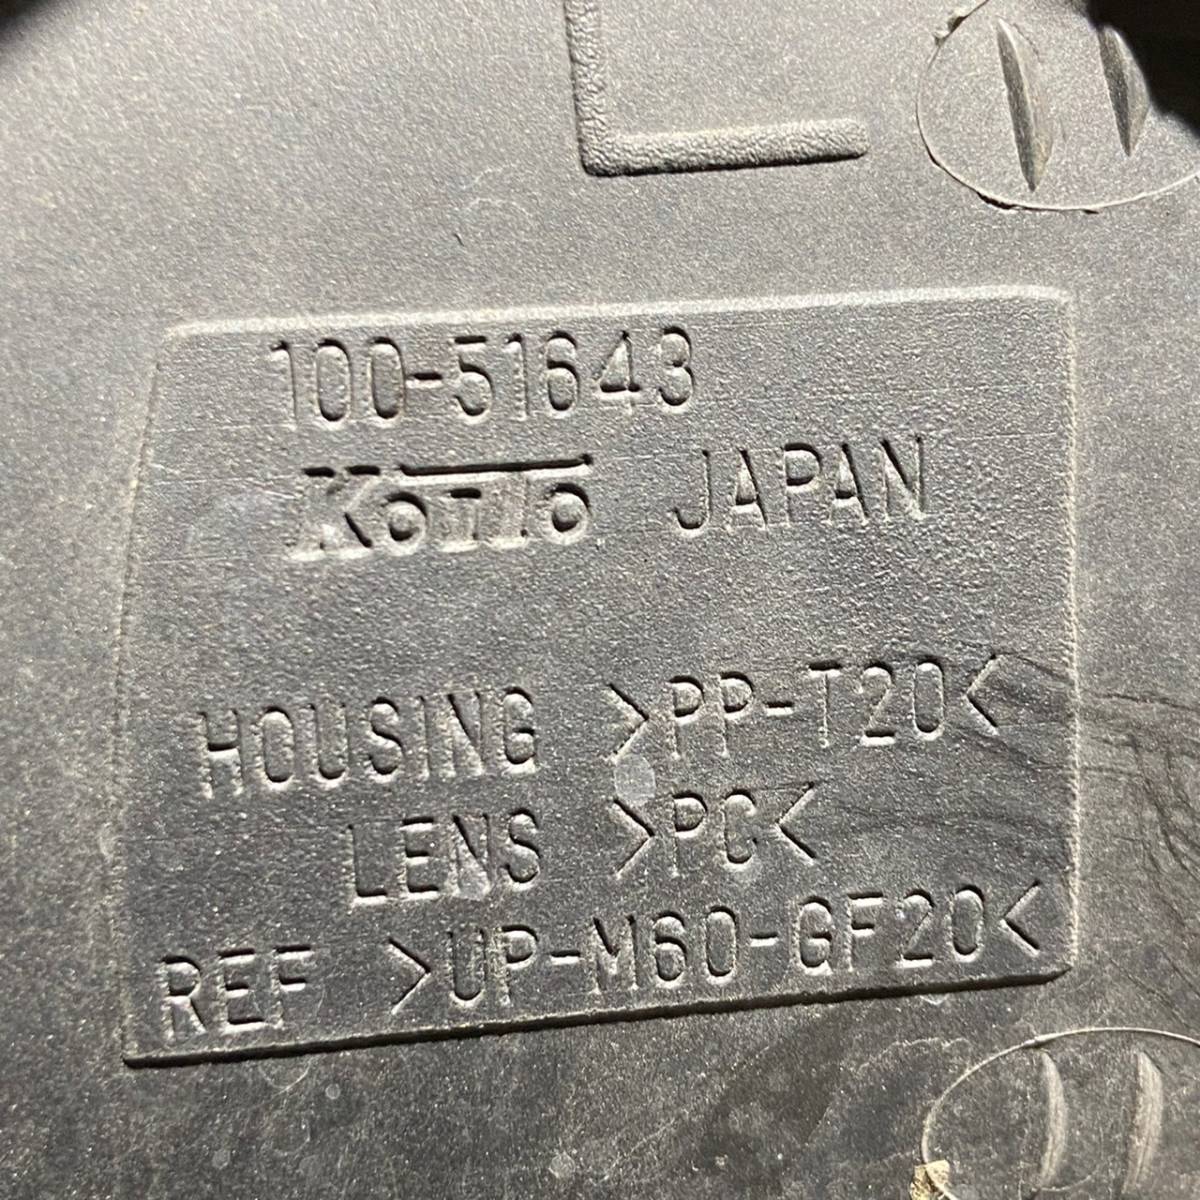 L
100-51643
Koito JAPAN
HOUSING >PP-T20<
LENS >PC<
REF >UP-M60-GF20<